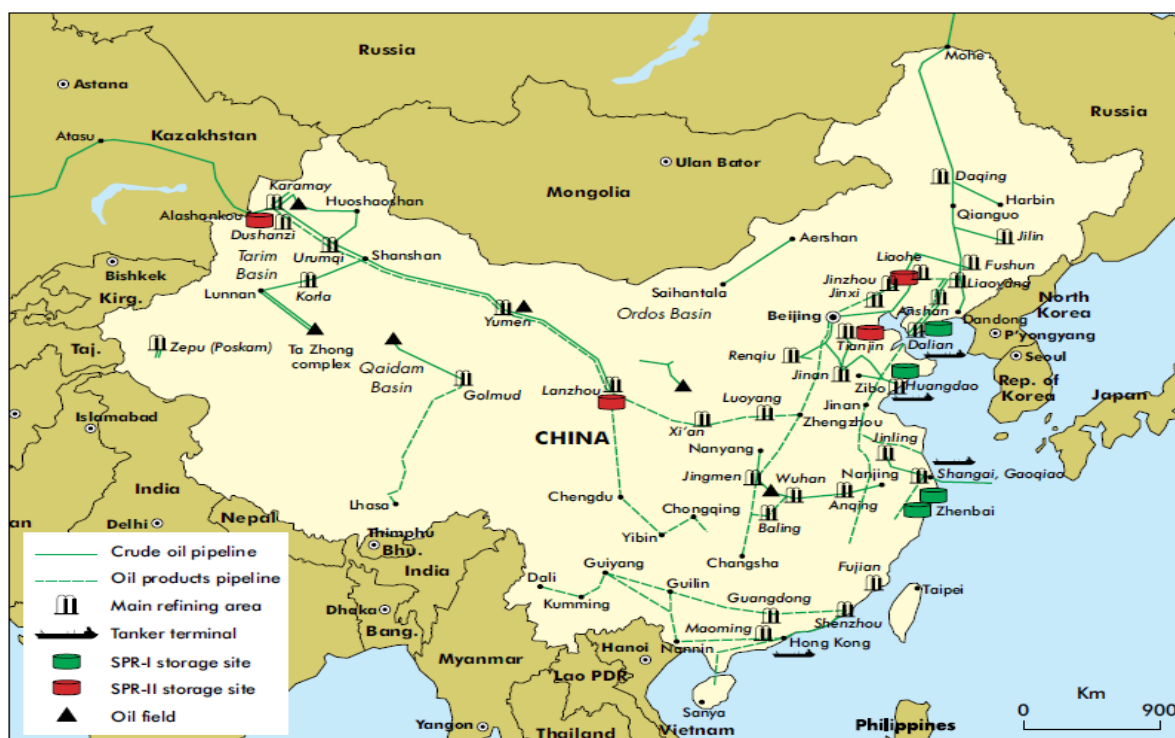 Russia
Mohe
Astana
Russia
Atasu
Kazakhstan
Ulan Bator
Mongolia
Daqing
Karamay
Huoshaoshan
Harbin
Qianguo
Alashankou
Dushanzi
Jilin
Aershan
Tarim
Basin
Urumqi
Shanshan
Liaohe
Fushun
Bishkek
Jinzhou
Liaoyang
Kirg.
Lunnan
Korla
Saihantala
Jinxi
North
Korea
Yumen
Ordos Basin
Beijing
Anshan
Dandong
P'yongyang
Taj.
Zepu (Poskam)
Ta Zhong
complex
Tianjin
Dalian
Seoul
Renqiu
Qaidam
Basin
Golmud
Lanzhou
Jinan
Zibo
Huangdao
Rep. of
Korea
Japan
Islamabad
Luoyang
Jinan
Xi'an
Zhengzhou
CHINA
Nanyang
Jinling
Jingmen
Wuhan
Nanjing
Shangai, Gaoqiao
India
Lhasa
Chengdu
Chongqing
Anqing
Zhenbai
an
Delhi
Nepal
Baling
Thimphu
Bhu.
Yibin
Changsha
India
Guiyang
Fujian
Dali
Guilin
Taipei
Kumming
Guangdong
Dhaka
Bang.
Maoming
Shenzhou
Nannin
Hong Kong
Hanoi
Myanmar
Lao PDR
Sanya
Yangon
Vietnam
Thailand
Philippines
Crude oil pipeline
Oil products pipeline
Main refining area
Tanker terminal
SPR-I storage site
SPR-II storage site
Oil field
Km
0 900